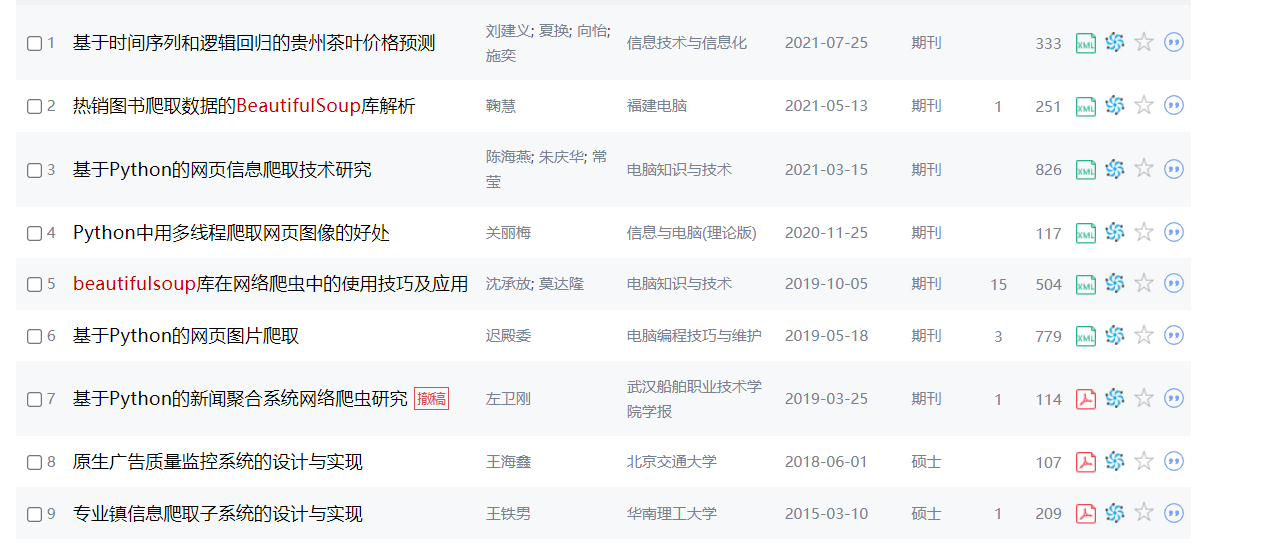 1 基于时间序列和逻辑回归的贵州茶叶价格预测 刘建义; 夏换; 向怡; 施奕 信息技术与信息化 2021-07-25 期刊 333 XML
2 热销图书爬取数据的BeautifulSoup库解析 鞠慧 福建电脑 2021-05-13 期刊 1 251 XML
3 基于Python的网页信息爬取技术研究 陈海燕; 朱庆华; 常莹 电脑知识与技术 2021-03-15 期刊 826 XML
4 Python中用多线程爬取网页图像的好处 关丽梅 信息与电脑(理论版) 2020-11-25 期刊 117 XML
5 beautifulsoup库在网络爬虫中的使用技巧及应用 沈承放; 莫达隆 电脑知识与技术 2019-10-05 期刊 15 504 XML
6 基于Python的网页图片爬取 迟殿委 电脑编程技巧与维护 2019-05-18 期刊 3 779 XML
7 基于Python的新闻聚合系统网络爬虫研究 撤稿 左卫刚 武汉船舶职业技术学院学报 2019-03-25 期刊 1 114
8 原生广告质量监控系统的设计与实现 王海鑫 北京交通大学 2018-06-01 硕士 107
9 专业镇信息爬取子系统的设计与实现 王铁男 华南理工大学 2015-03-10 硕士 1 209